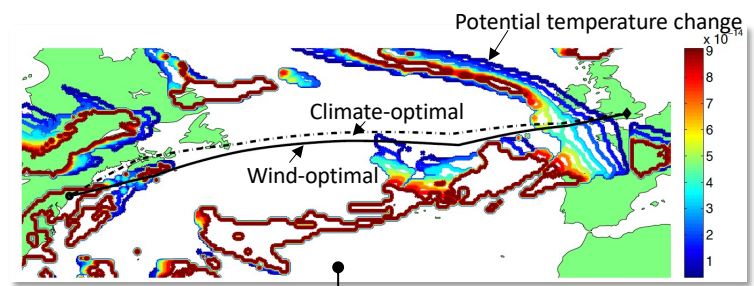 Potential temperature change
x 10⁻¹⁴
9
8
7
6
5
4
3
2
1
Climate-optimal
Wind-optimal